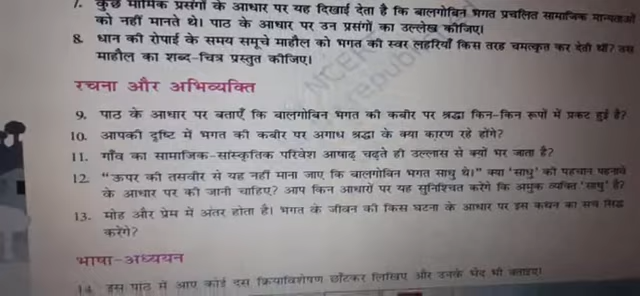 7. कुछ मार्मिक प्रसंगों के आधार पर यह दिखाई देता है कि बालगोबिन भगत प्रचलित सामाजिक मान्यताओं
को नहीं मानते थे। पाठ के आधार पर उन प्रसंगों का उल्लेख कीजिए।
8. धान की रोपाई के समय समूचे माहौल को भगत की स्वर लहरियाँ किस तरह चमत्कृत कर देती थीं? उस
माहौल का शब्द-चित्र प्रस्तुत कीजिए।
रचना और अभिव्यक्ति
9. पाठ के आधार पर बताएँ कि बालगोबिन भगत की कबीर पर श्रद्धा किन-किन रूपों में प्रकट हुई है?
10. आपकी दृष्टि में भगत की कबीर पर अगाध श्रद्धा के क्या कारण रहे होंगे?
11. गाँव का सामाजिक-सांस्कृतिक परिवेश आषाढ़ चढ़ते ही उल्लास से क्यों भर जाता है?
12. "ऊपर की तसवीर से यह नहीं माना जाए कि बालगोबिन भगत साधु थे।" क्या 'साधु' की पहचान पहनावे
के आधार पर की जानी चाहिए? आप किन आधारों पर यह सुनिश्चित करेंगे कि अमुक व्यक्ति 'साधु' है?
13. मोह और प्रेम में अंतर होता है। भगत के जीवन की किस घटना के आधार पर इस कथन का सच सिद्ध
करेंगे?
भाषा-अध्ययन
14. इस पाठ में आए कोई दस क्रियाविशेषण छाँटकर लिखिए और उनके भेद भी बताइए।